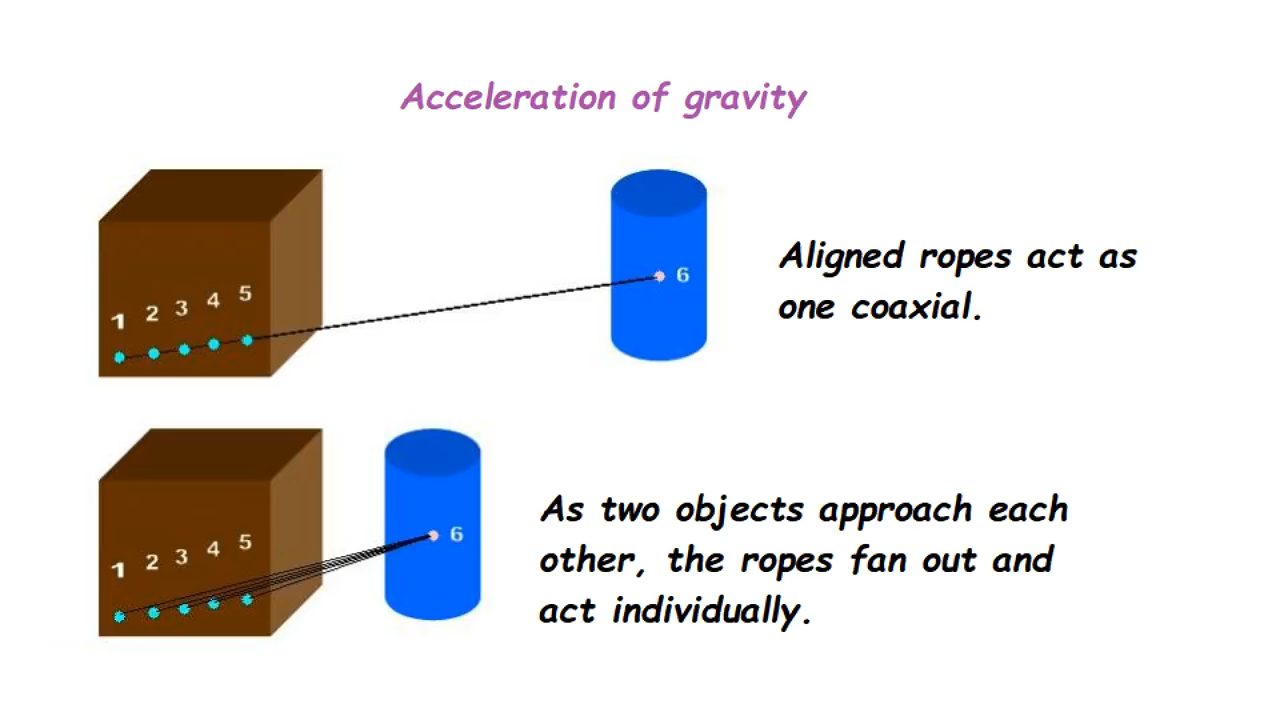 Acceleration of gravity
1 2 3 4 5
6
Aligned ropes act as
one coaxial.
1 2 3 4 5
6
As two objects approach each
other, the ropes fan out and
act individually.